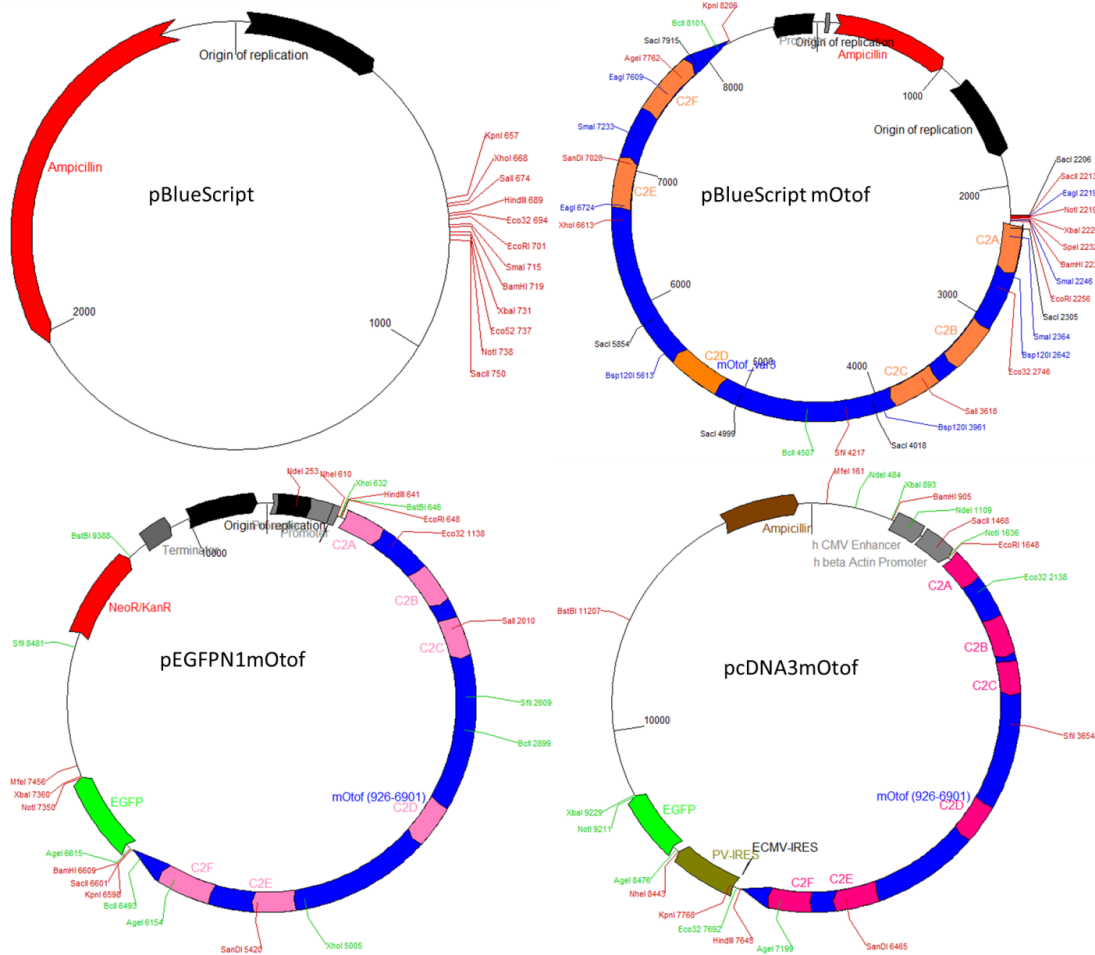 Origin of replication
Ampicillin
pBlueScript
KpnI 657
XhoI 668
SalI 674
HindIII 689
Eco32 694
EcoRI 701
SmaI 715
BamHI 719
XbaI 731
Eco52 737
NotI 738
SacII 750
1000
2000
KpnI 8206
BclI 8101
SacI 7915
AgeI 7762
EagI 7609
SmaI 7233
SanDI 7028
EagI 6724
XhoI 6613
SacI 5854
Bsp120I 5613
SacI 4999
BclI 4507
SfiI 4217
SacI 4018
Bsp120I 3961
SalI 3618
Eco32 2746
Bsp120I 2642
SmaI 2364
SacI 2305
EcoRI 2256
SmaI 2246
BamHI 223
SpeI 2232
XbaI 222
NotI 2219
EagI 2219
SacII 2213
SacI 2206
Origin of replication
Ampicillin
Origin of replication
pBlueScript mOtof
mOtof_var3
C2A
C2B
C2C
C2D
C2E
C2F
1000
2000
3000
4000
5000
6000
7000
8000
NdeI 253
NheI 610
XhoI 632
HindIII 641
BstBI 646
EcoRI 648
Eco32 1138
SalI 2010
SfiI 2609
BclI 2899
XhoI 5005
SanDI 5420
AgeI 6154
BclI 6493
KpnI 6598
SacII 6601
BamHI 6609
AgeI 6615
NotI 7350
XbaI 7360
MfeI 7456
SfiI 8481
BstBI 9388
Origin of replication
Promoter
Terminator
10000
NeoR/KanR
EGFP
pEGFPN1mOtof
mOtof (926-6901)
C2A
C2B
C2C
C2D
C2E
C2F
MfeI 161
NdeI 484
XbaI 893
BamHI 905
NdeI 1109
SacII 1468
NotI 1636
EcoRI 1648
Eco32 2138
SfiI 3654
SanDI 6465
AgeI 7199
HindIII 7643
Eco32 7692
KpnI 7768
NheI 8443
AgeI 8476
NotI 9211
XbaI 9229
BstBI 11207
Ampicillin
h CMV Enhancer
h beta Actin Promoter
pcDNA3mOtof
10000
mOtof (926-6901)
EGFP
PV-IRES
ECMV-IRES
C2A
C2B
C2C
C2D
C2E
C2F